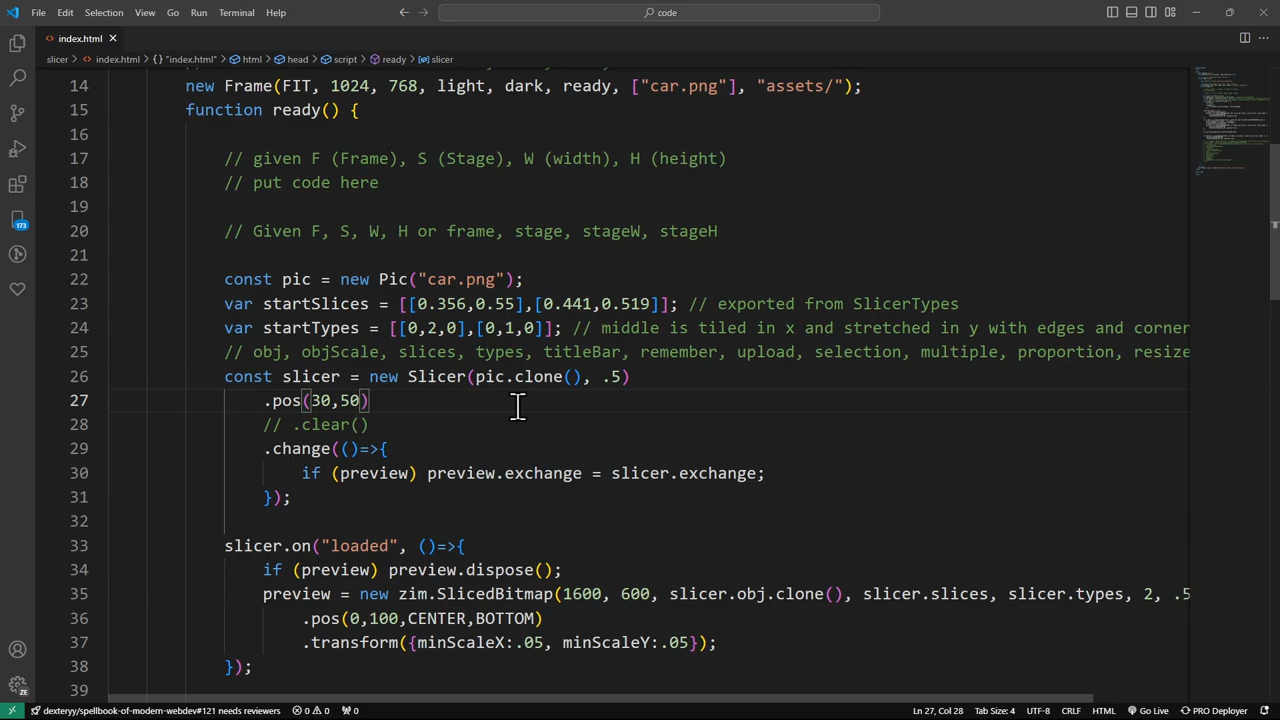 File Edit Selection View Go Run Terminal Help
code
index.html
slicer > index.html > {} "index.html" > html > head > script > ready > slicer
14 new Frame(FIT, 1024, 768, light, dark, ready, ["car.png"], "assets/");
15 function ready() {
16
17 // given F (Frame), S (Stage), W (width), H (height)
18 // put code here
19
20 // Given F, S, W, H or frame, stage, stageW, stageH
21
22 const pic = new Pic("car.png");
23 var startSlices = [[0.356,0.55],[0.441,0.519]]; // exported from SlicerTypes
24 var startTypes = [[0,2,0],[0,1,0]]; // middle is tiled in x and stretched in y with edges and corner
25 // obj, objScale, slices, types, titleBar, remember, upload, selection, multiple, proportion, resize
26 const slicer = new Slicer(pic.clone(), .5)
27 .pos(30,50)
28 // .clear()
29 .change(()=>{
30 if (preview) preview.exchange = slicer.exchange;
31 });
32
33 slicer.on("loaded", ()=>{
34 if (preview) preview.dispose();
35 preview = new zim.SlicedBitmap(1600, 600, slicer.obj.clone(), slicer.slices, slicer.types, 2, .5
36 .pos(0,100,CENTER,BOTTOM)
37 .transform({minScaleX:.05, minScaleY:.05});
38 });
39
173
ZE
dexteryy/spellbook-of-modern-webdev#121 needs reviewers 0 0 0 Ln 27, Col 28 Tab Size: 4 UTF-8 CRLF HTML Go Live PRO Deployer